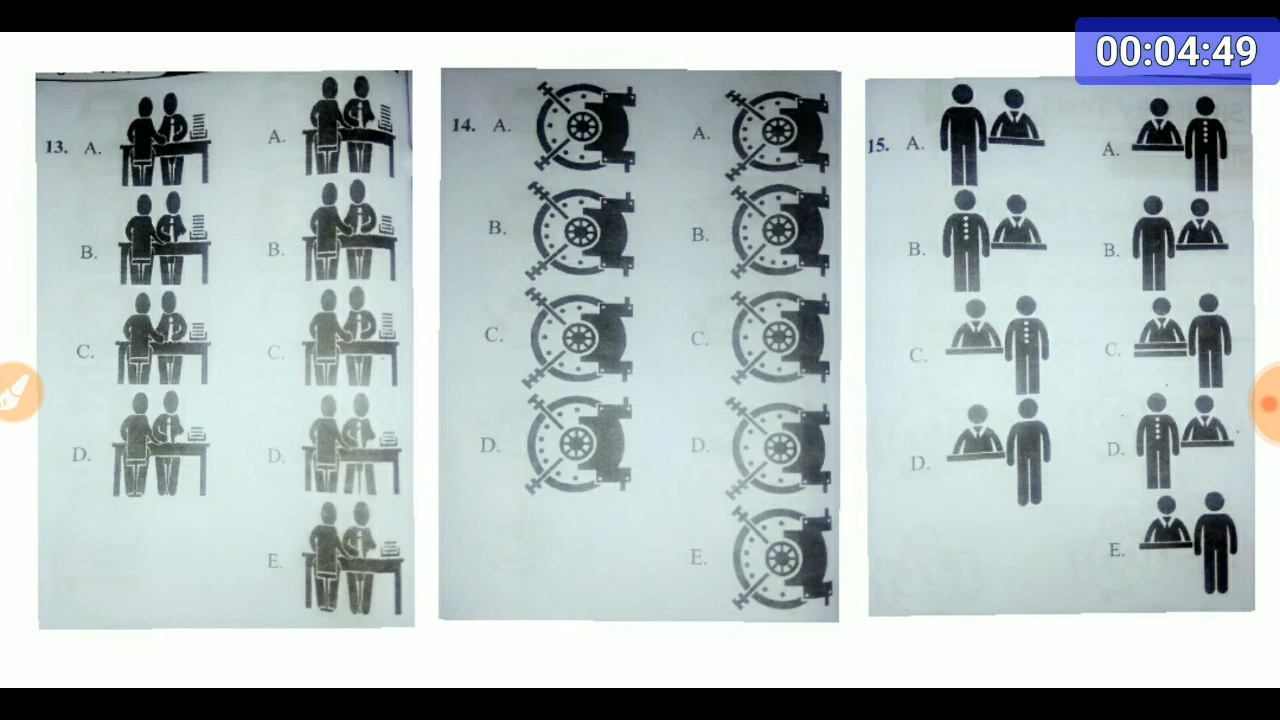 00:04:49
13. A.
B.
C.
D.
A.
B.
C.
D.
E.
14. A.
B.
C.
D.
A.
B.
C.
D.
E.
15. A.
B.
C.
D.
A.
B.
C.
D.
E.